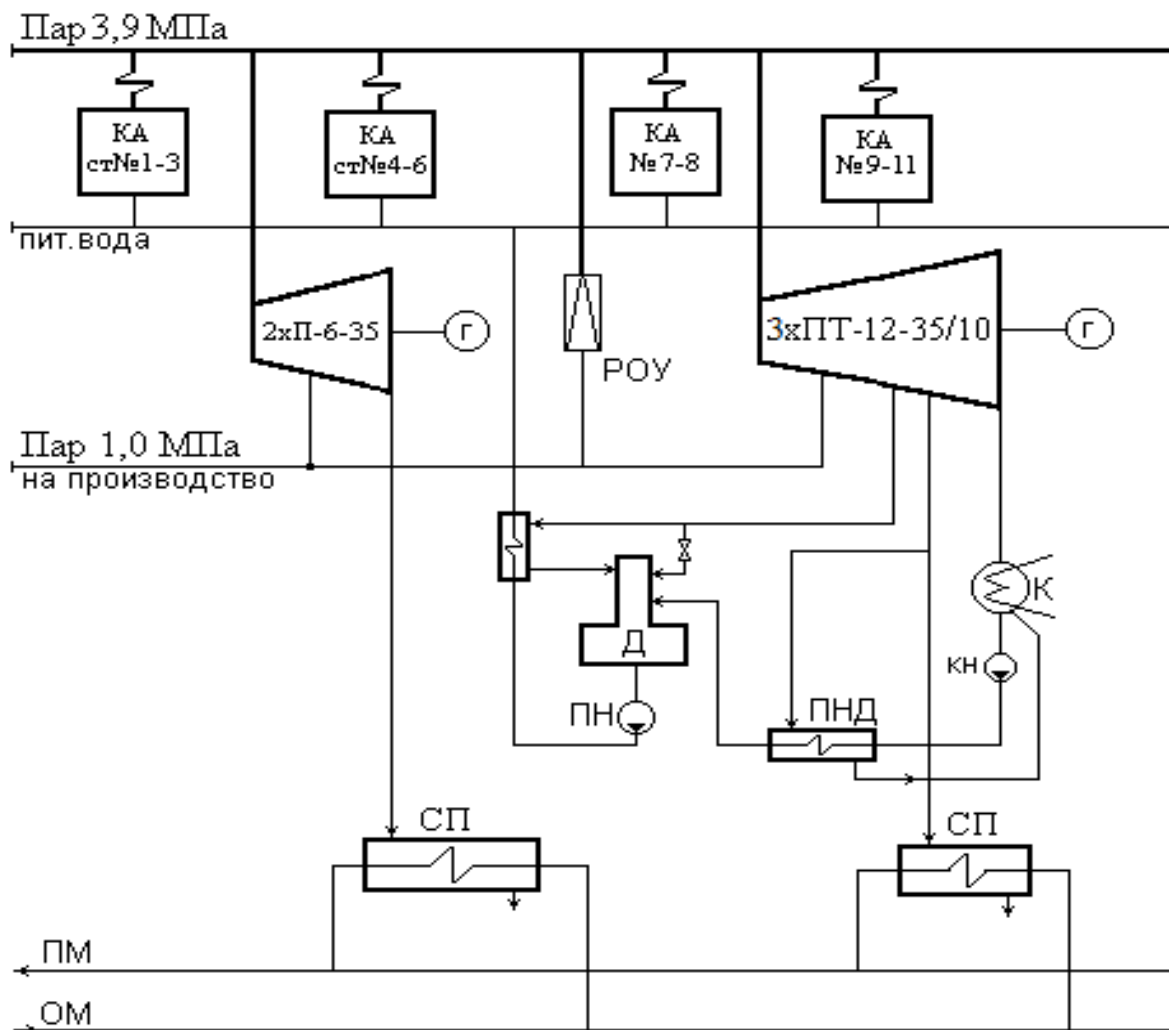 Пар 3,9 МПа
КА
ст№1-3
КА
ст№4-6
КА
№7-8
КА
№9-11
пит.вода
2хП-6-35
Г
РОУ
3хПТ-12-35/10
Г
Пар 1,0 МПа
на производство
К
Д
кн
ПН
ПНД
СП
СП
ПМ
ОМ